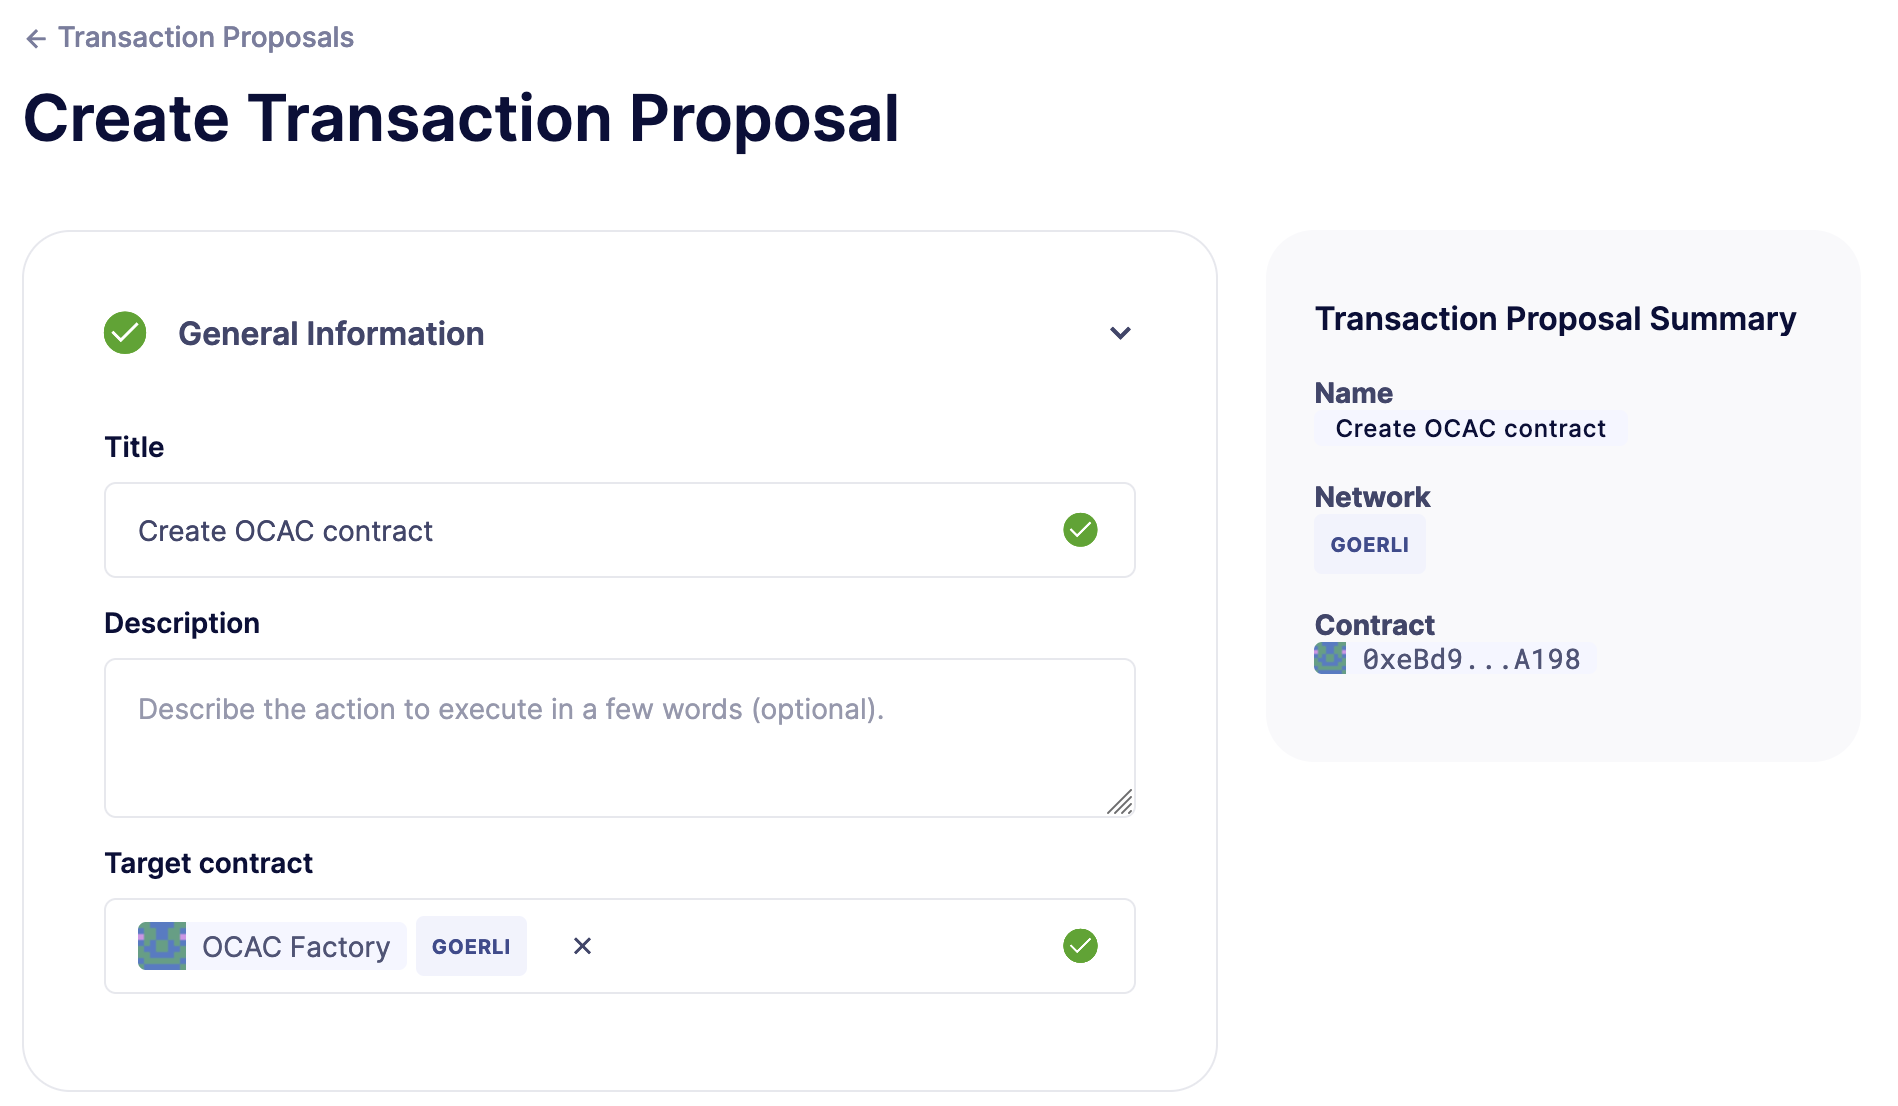 ← Transaction Proposals
Create Transaction Proposal
General Information
Title
Create OCAC contract
Description
Describe the action to execute in a few words (optional).
Target contract
OCAC Factory GOERLI ✕
Transaction Proposal Summary
Name
Create OCAC contract
Network
GOERLI
Contract
0xeBd9...A198